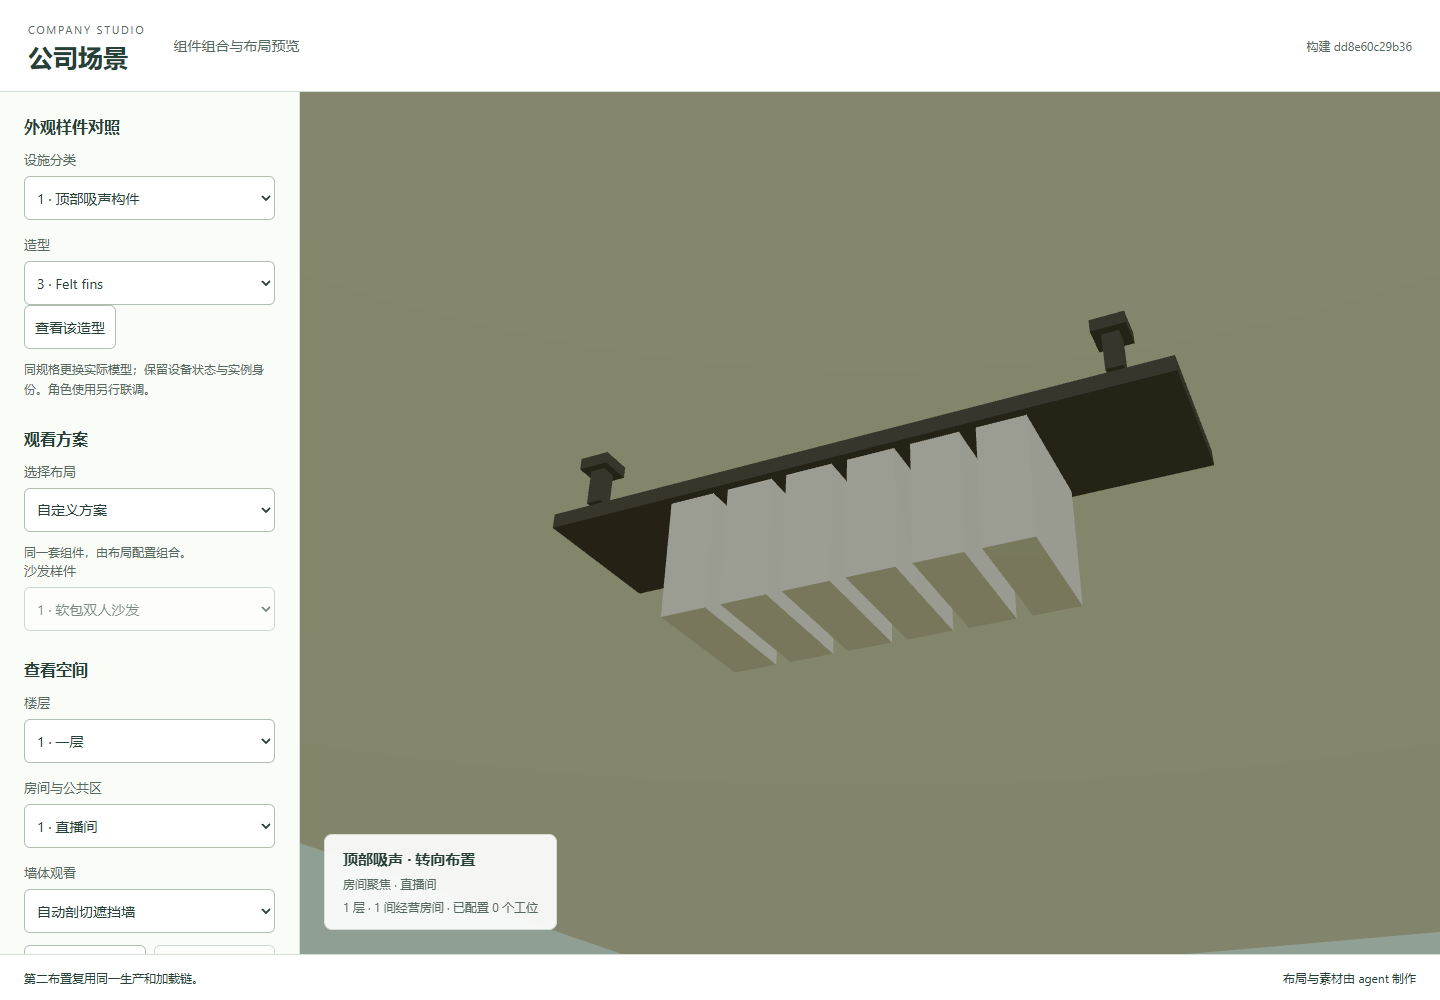 COMPANY STUDIO
公司场景
组件组合与布局预览
构建 dd8e60c29b36
外观样件对照
设施分类
1 · 顶部吸声构件
造型
3 · Felt fins
查看该造型
同规格更换实际模型；保留设备状态与实例身
份。角色使用另行联调。
观看方案
选择布局
自定义方案
同一套组件，由布局配置组合。
沙发样件
1 · 软包双人沙发
查看空间
楼层
1 · 一层
房间与公共区
1 · 直播间
墙体观看
自动剖切遮挡墙
顶部吸声 · 转向布置
房间聚焦 · 直播间
1 层 · 1 间经营房间 · 已配置 0 个工位
第二布置复用同一生产和加载链。
布局与素材由 agent 制作